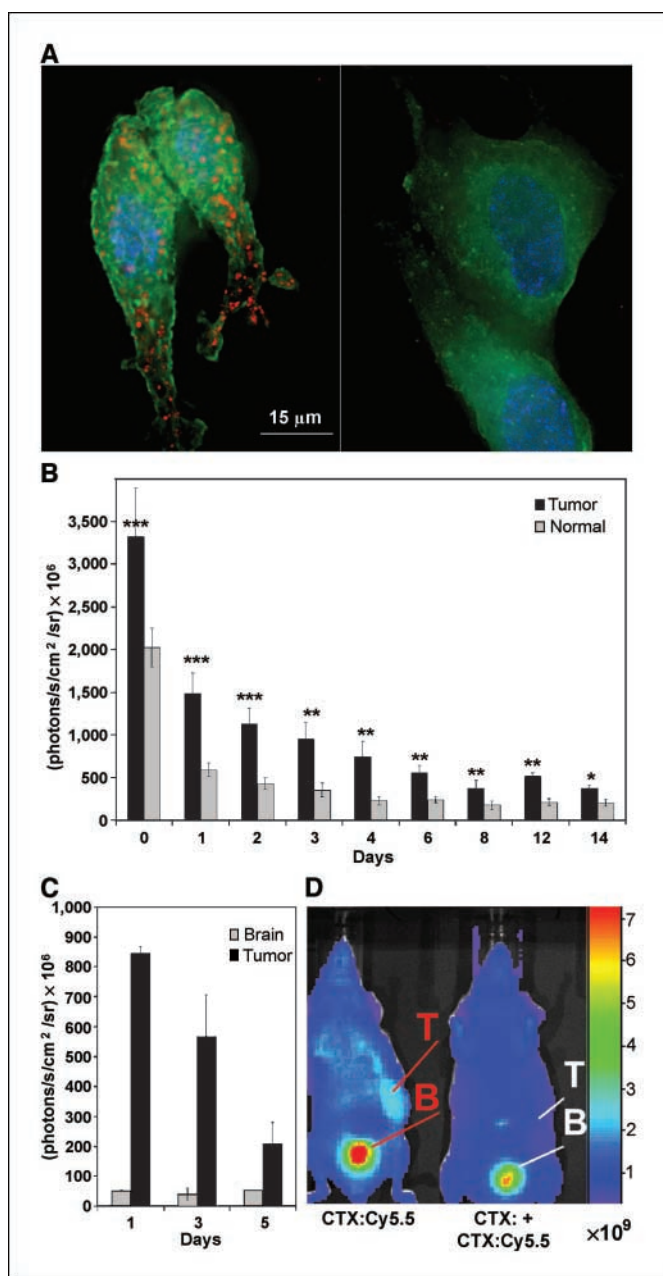 A
15 μm
B
(photons/s/cm² /sr) × 10⁶
3,500
3,000
2,500
2,000
1,500
1,000
500
0
Tumor
Normal
***
***
***
**
**
**
**
**
*
0 1 2 3 4 6 8 12 14
Days
C
(photons/s/cm² /sr) × 10⁶
1,000
900
800
700
600
500
400
300
200
100
0
Brain
Tumor
1 3 5
Days
D
T
B
T
B
7
6
5
4
3
2
1
×10⁹
CTX:Cy5.5
CTX: +
CTX:Cy5.5